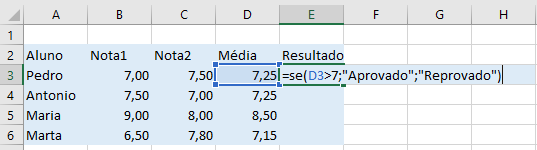 A B C D E F G H
1
2 Aluno Nota1 Nota2 Média Resultado
3 Pedro 7,00 7,50 7,25 =se(D3>7;"Aprovado";"Reprovado")
4 Antonio 7,50 7,00 7,25
5 Maria 9,00 8,00 8,50
6 Marta 6,50 7,80 7,15